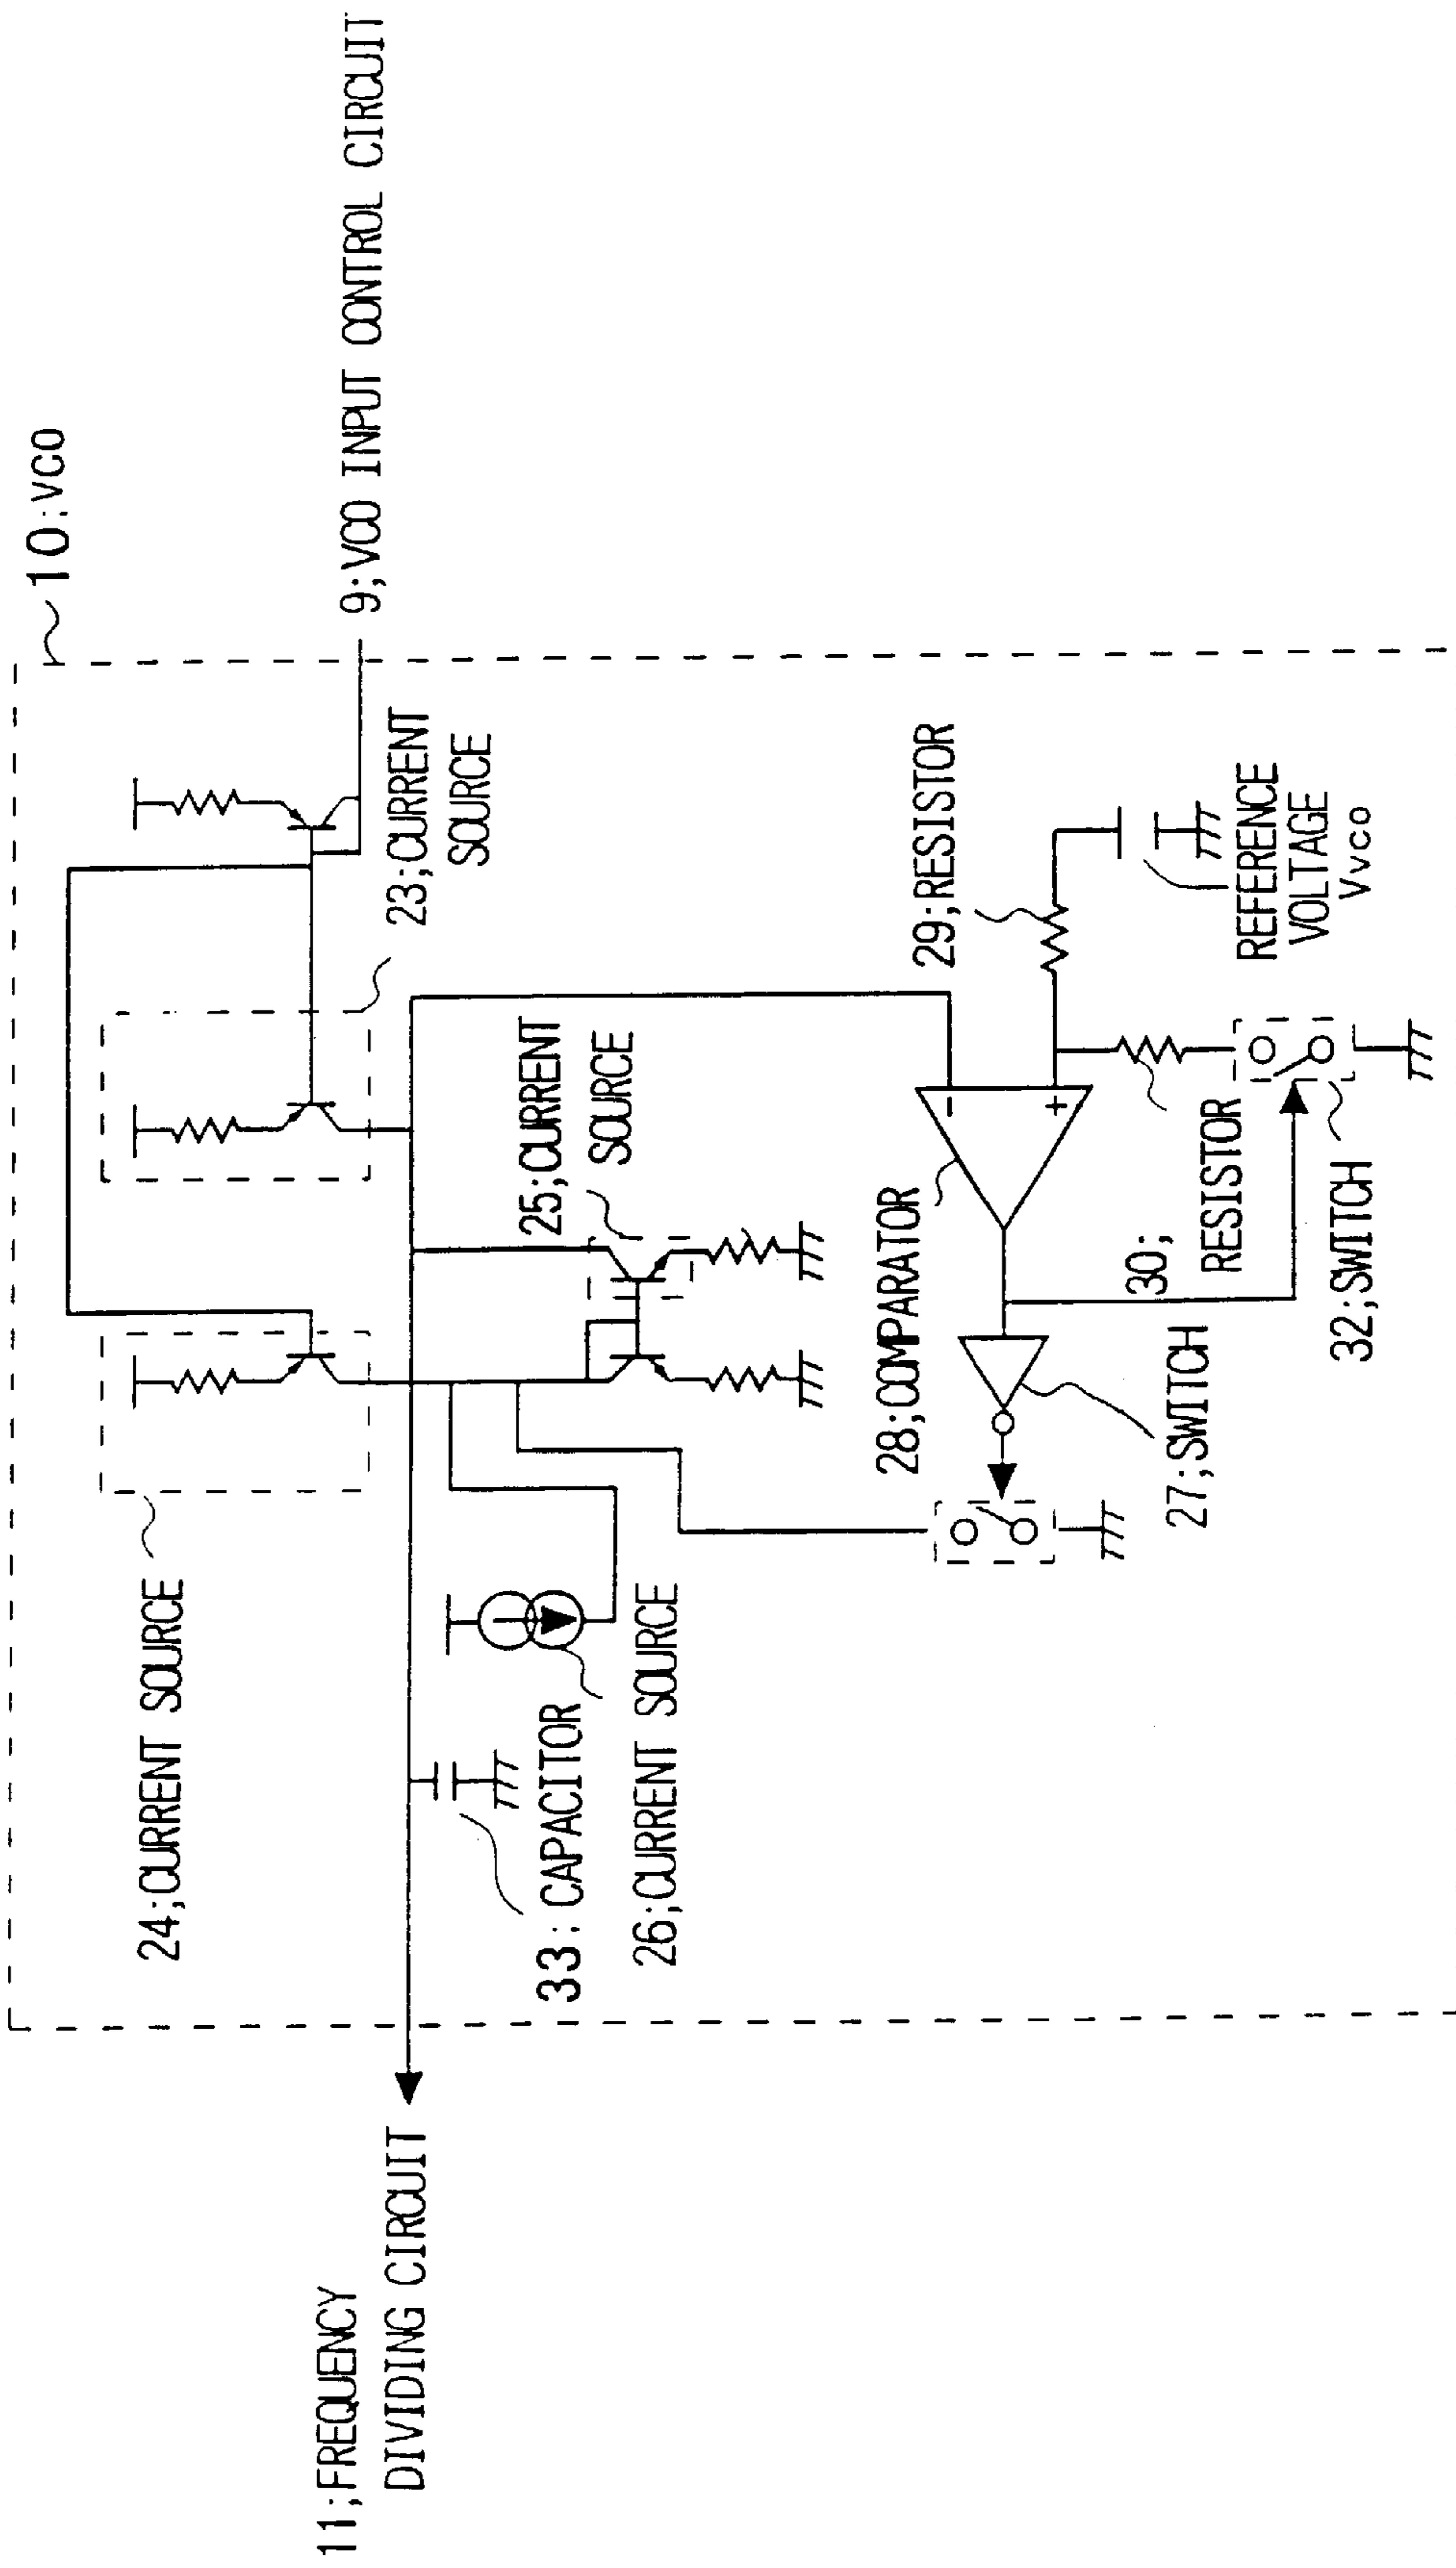 10:VCO
9;VCO INPUT CONTROL CIRCUIT
23;CURRENT
SOURCE
24;CURRENT SOURCE
25;CURRENT
SOURCE
29;RESISTOR
REFERENCE
VOLTAGE
Vvco
28;COMPARATOR
-
+
30;
RESISTOR
32;SWITCH
27;SWITCH
33:CAPACITOR
26;CURRENT SOURCE
11;FREQUENCY
DIVIDING CIRCUIT